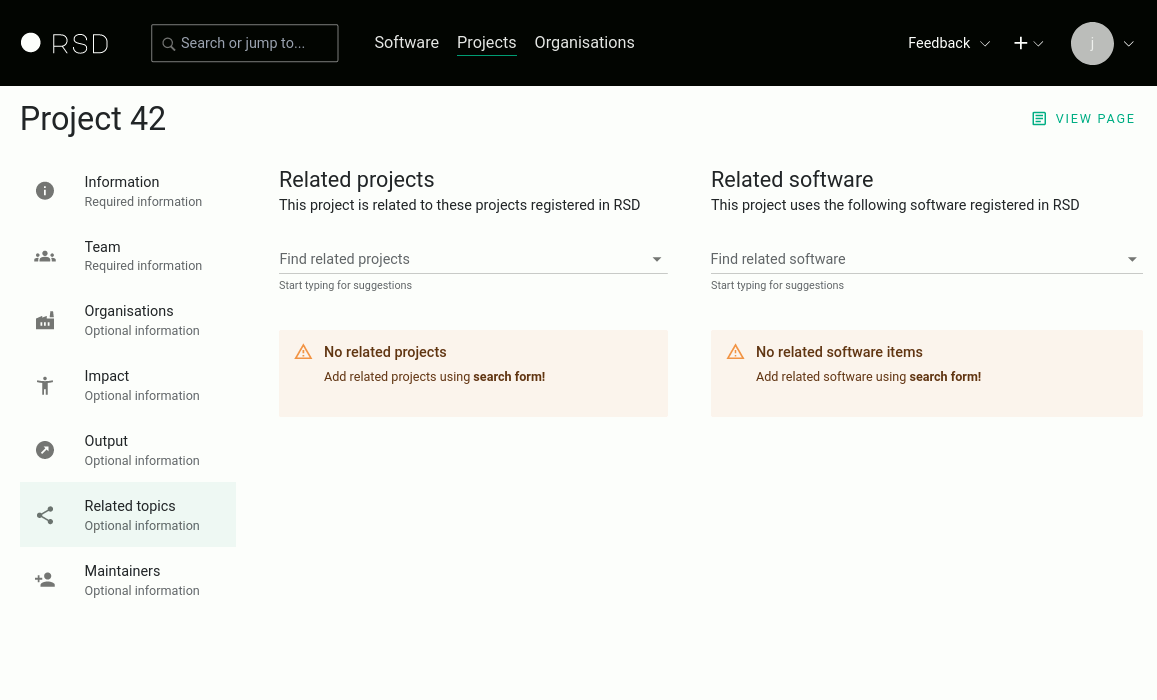 RSD
Search or jump to...
Software
Projects
Organisations
Feedback
j
Project 42
VIEW PAGE
Information
Required information
Team
Required information
Organisations
Optional information
Impact
Optional information
Output
Optional information
Related topics
Optional information
Maintainers
Optional information
Related projects
This project is related to these projects registered in RSD
Find related projects
Start typing for suggestions
No related projects
Add related projects using search form!
Related software
This project uses the following software registered in RSD
Find related software
Start typing for suggestions
No related software items
Add related software using search form!